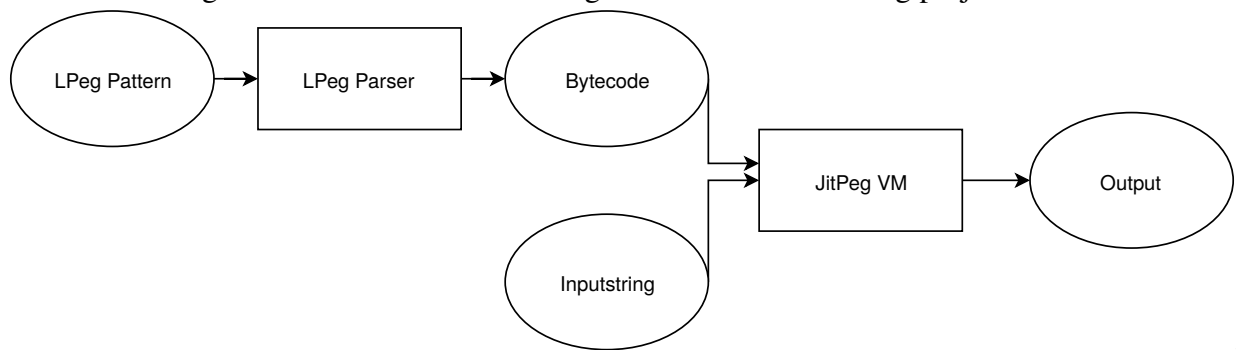 LPeg Pattern
LPeg Parser
Bytecode
JitPeg VM
Output
Inputstring